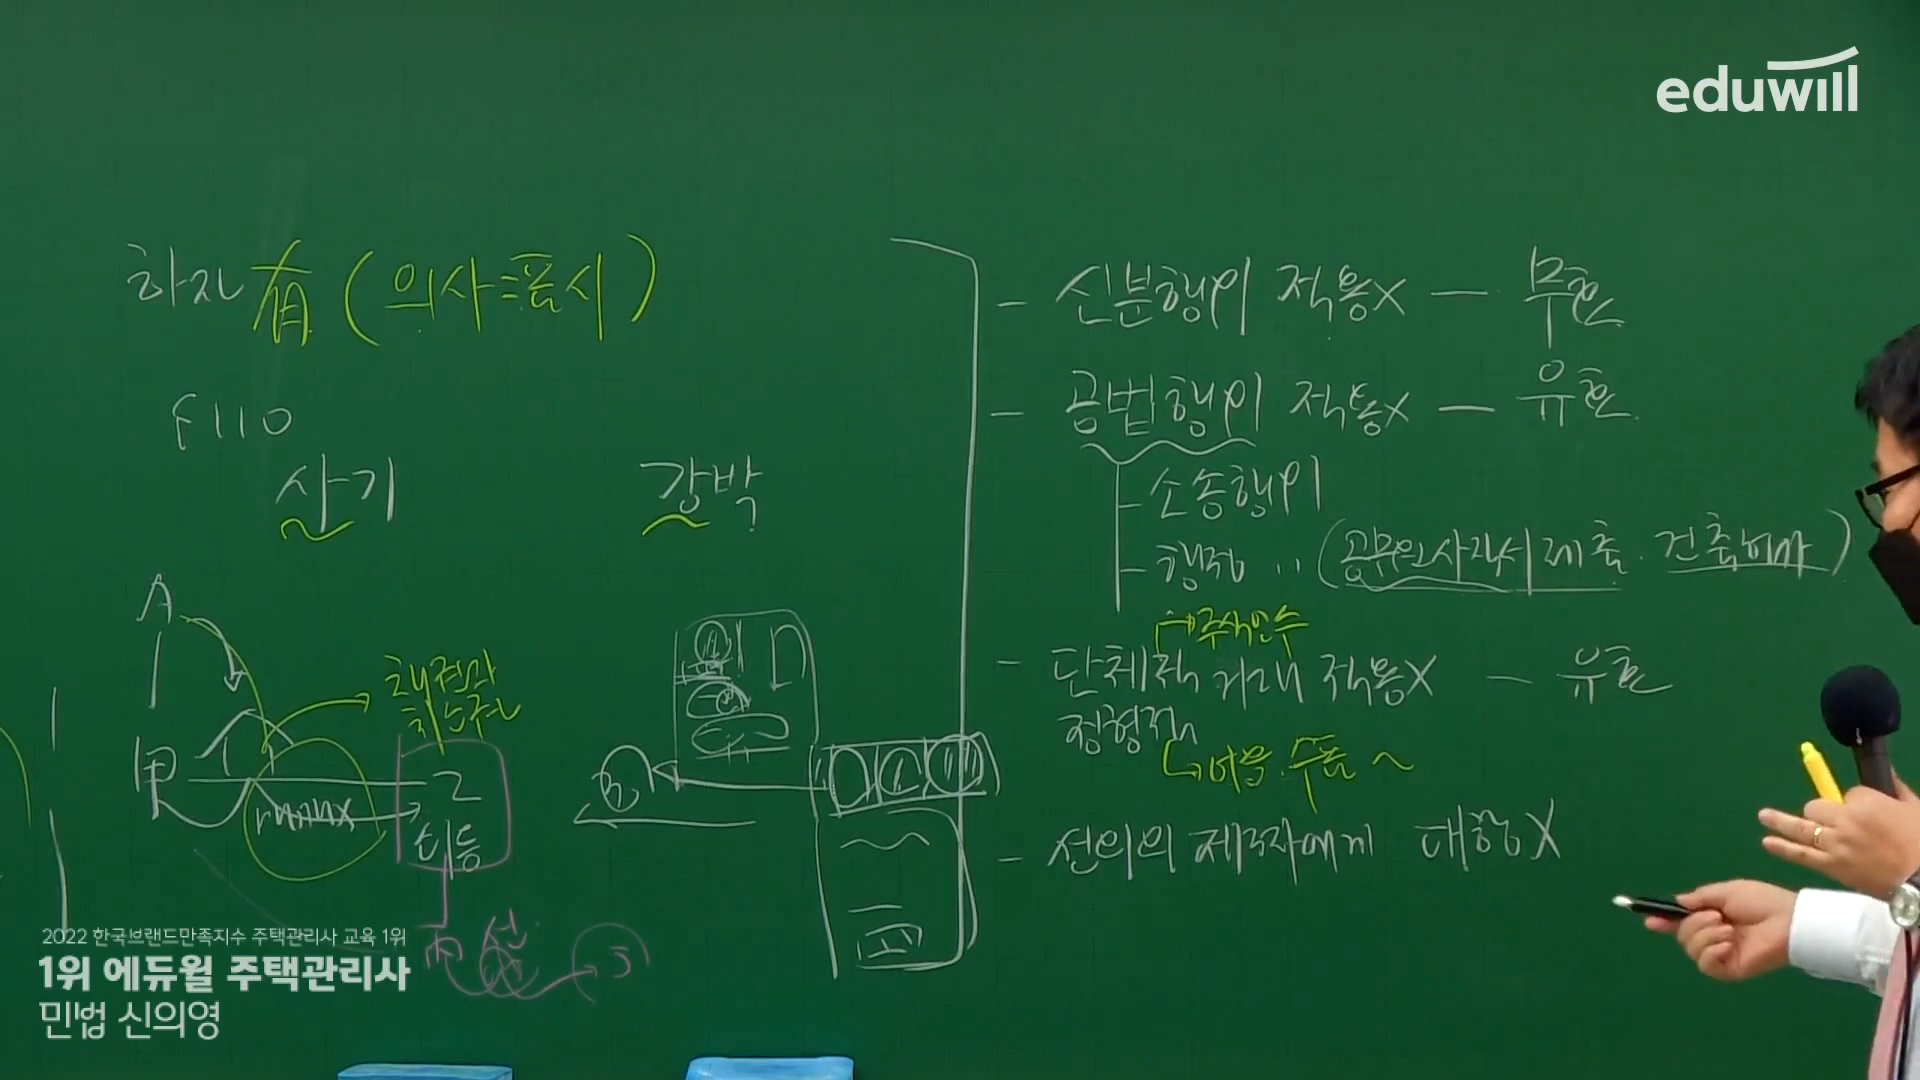 eduwill
하자 有 (의사표시)
§110
사기
강박
A
甲
乙
취등
해결과
취소권
- 신분행위 적용X - 무효
- 공법행위 적용X - 유효
소송행위
행정 ‥ (공무원사직서제출. 건축허가)
주식인수
- 단체적 거래 적용X - 유효
정형적
어음. 수표 ~
- 선의의 제3자에게 대항X
2022 한국브랜드만족지수 주택관리사 교육 1위
1위 에듀윌 주택관리사
민법 신의영